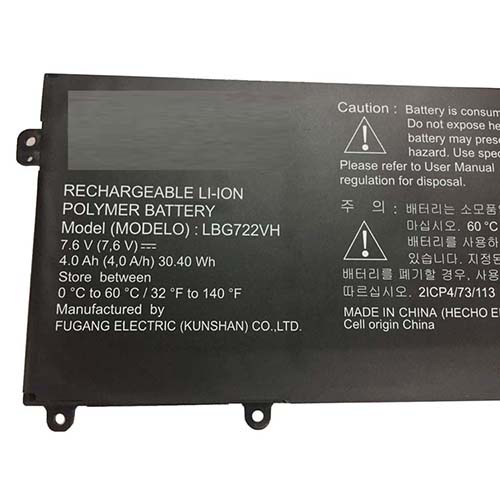 RECHARGEABLE LI-ION
POLYMER BATTERY
Model (MODELO) : LBG722VH
7.6 V (7,6 V)⎓
4.0 Ah (4,0 A/h) 30.40 Wh
Store between
0 °C to 60 °C / 32 °F to 140 °F
Manufactured by
FUGANG ELECTRIC (KUNSHAN) CO.,LTD.
Caution : Battery is consum
Do not expose he
battery may prese
hazard. Use spec
Please refer to User Manual
regulation for disposal.
주 의 : 배터리는 소모품
마십시오. 60 °C
배터리를 사용하
있습니다. 지정된
배터리를 폐기할 경우, 사용
따르십시오. 2ICP4/73/113
MADE IN CHINA (HECHO E
Cell origin China